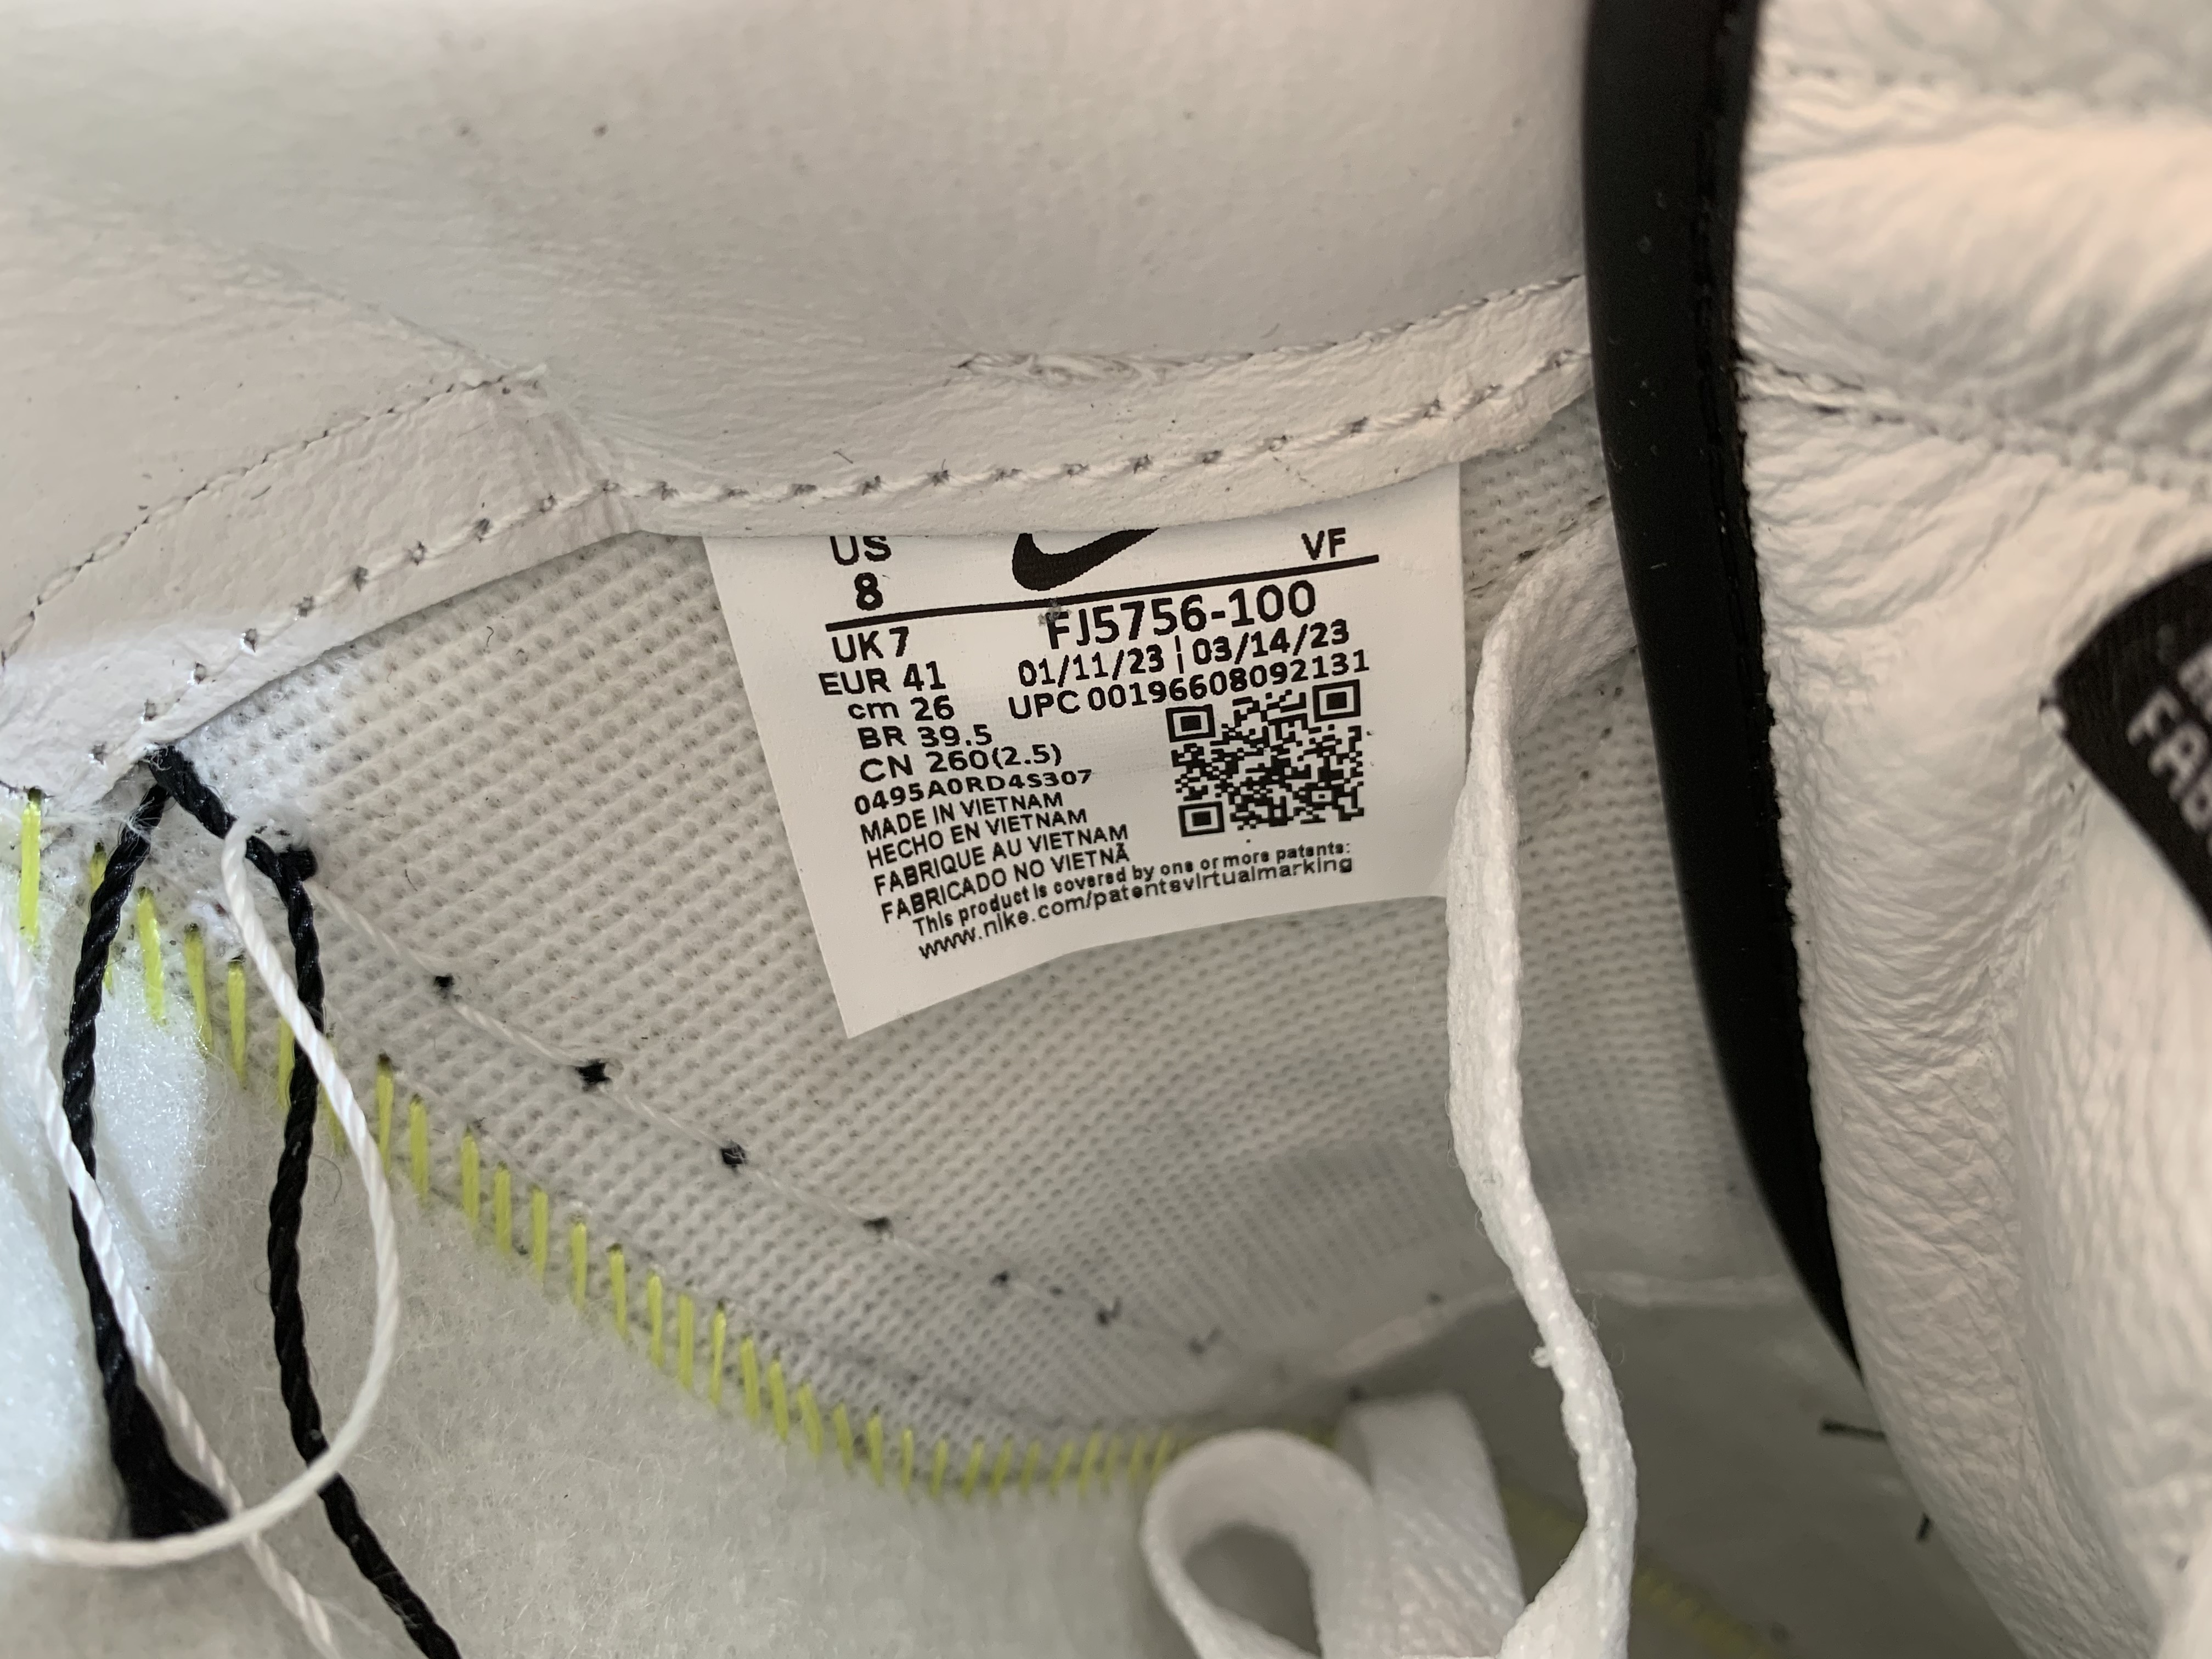 US VF
8
FJ5756-100
UK 7
01/11/23 | 03/14/23
EUR 41
UPC 00196608092131
cm 26
BR 39.5
CN 260(2.5)
0495A0RD4S307
MADE IN VIETNAM
HECHO EN VIETNAM
FABRIQUE AU VIETNAM
FABRICADO NO VIETNÃ
This product is covered by one or more patents:
www.nike.com/patentsvirtualmarking